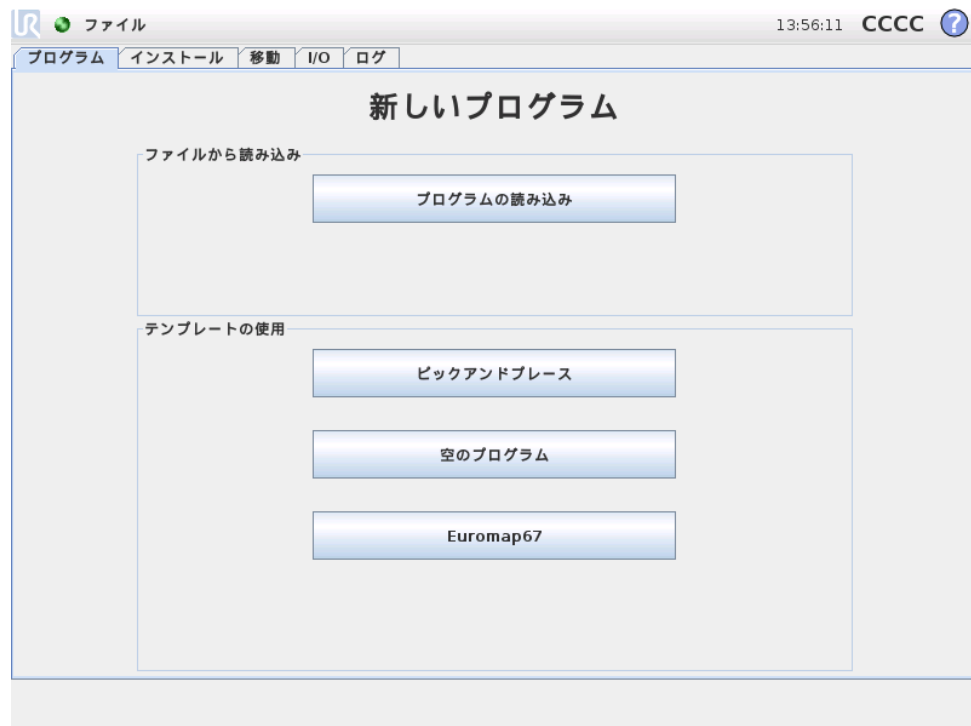 UR ファイル 13:56:11 CCCC ?
プログラム インストール 移動 I/O ログ
新しいプログラム
ファイルから読み込み
プログラムの読み込み
テンプレートの使用
ピックアンドプレース
空のプログラム
Euromap67